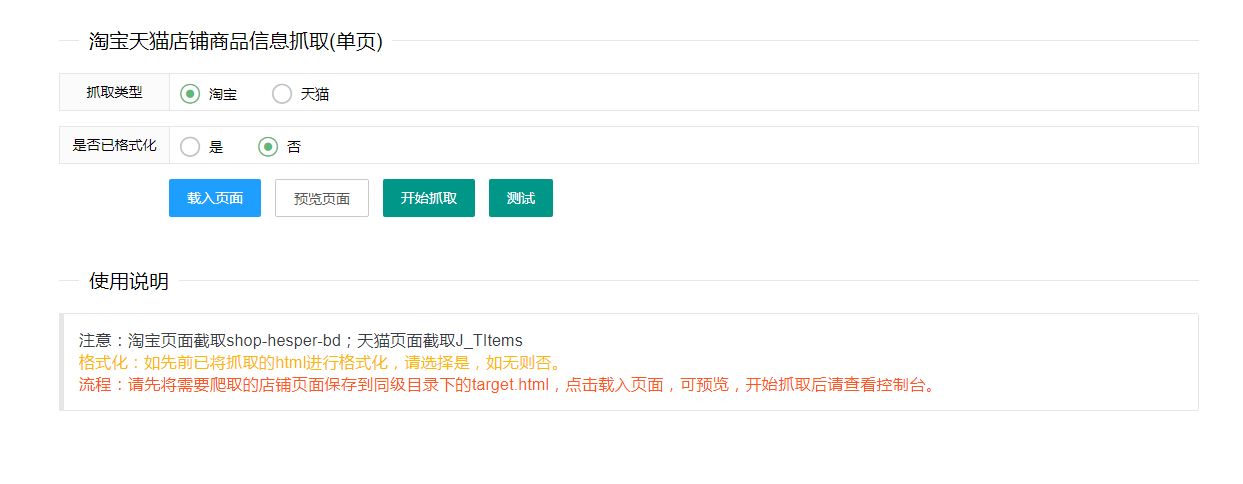 淘宝天猫店铺商品信息抓取(单页)
抓取类型 淘宝 天猫
是否已格式化 是 否
载入页面 预览页面 开始抓取 测试
使用说明
注意：淘宝页面截取shop-hesper-bd；天猫页面截取J_TItems
格式化：如先前已将抓取的html进行格式化，请选择是，如无则否。
流程：请先将需要爬取的店铺页面保存到同级目录下的target.html，点击载入页面，可预览，开始抓取后请查看控制台。